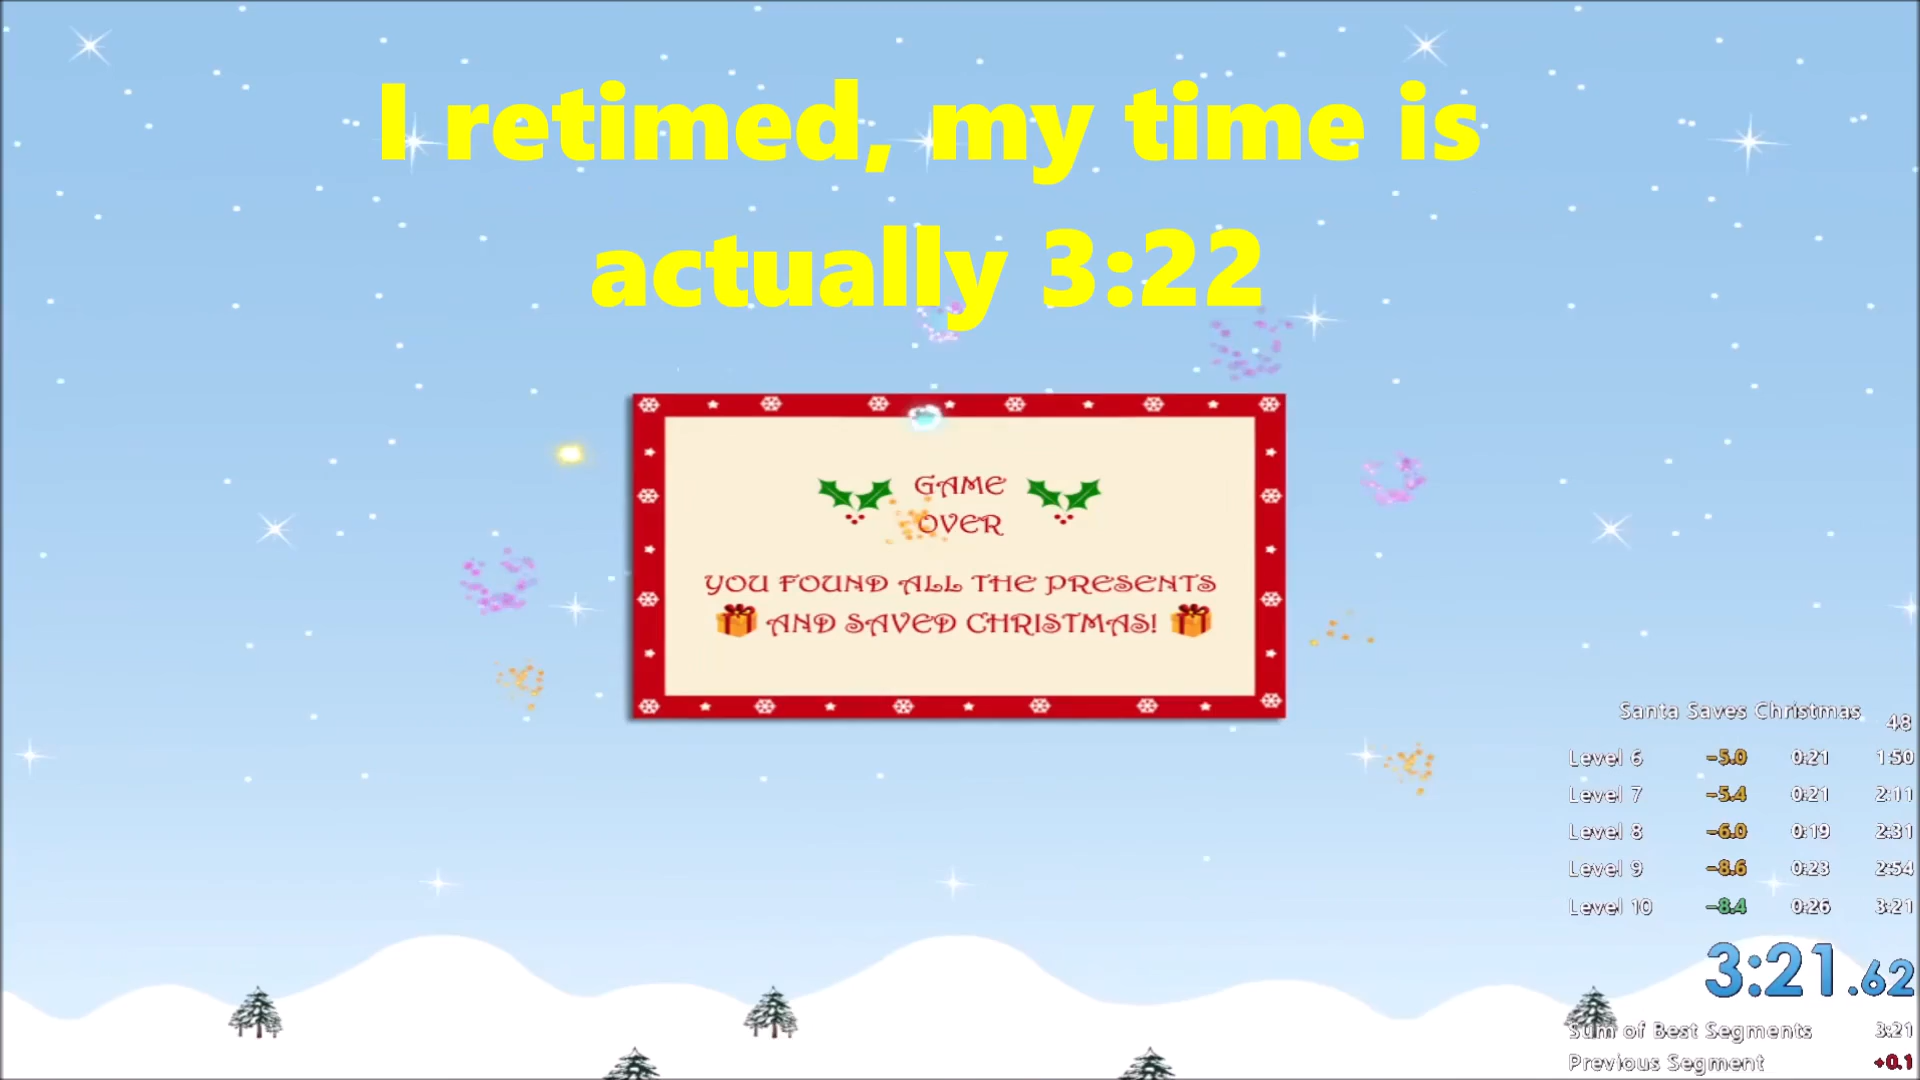 I retimed, my time is
actually 3:22
GAME
OVER
YOU FOUND ALL THE PRESENTS
AND SAVED CHRISTMAS!
Santa Saves Christmas
48
Level 6 -5.0 0:21 1:50
Level 7 -5.4 0:21 2:11
Level 8 -6.0 0:19 2:31
Level 9 -8.6 0:23 2:54
Level 10 -8.4 0:26 3:21
3:21.62
Sum of Best Segments 3:21
Previous Segment +0.1